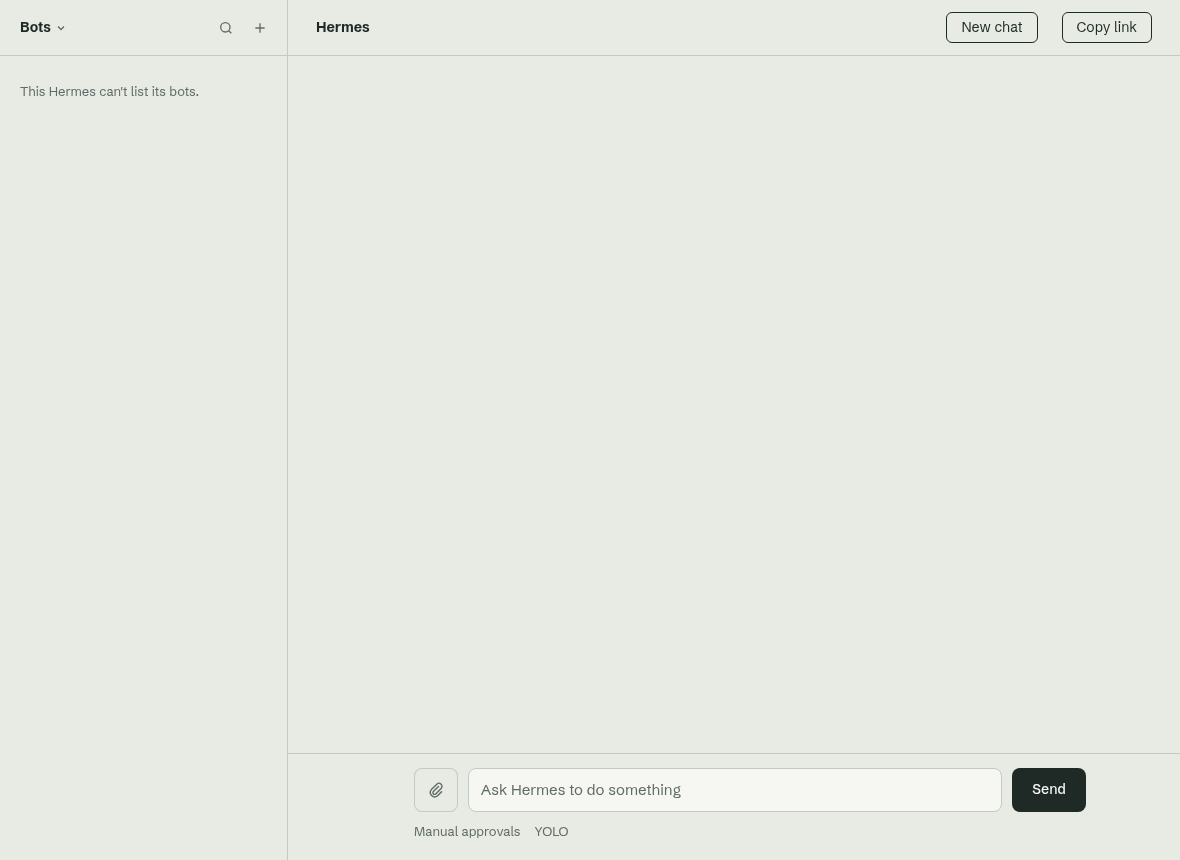 Bots
Hermes
New chat
Copy link
This Hermes can't list its bots.
Ask Hermes to do something
Send
Manual approvals
YOLO